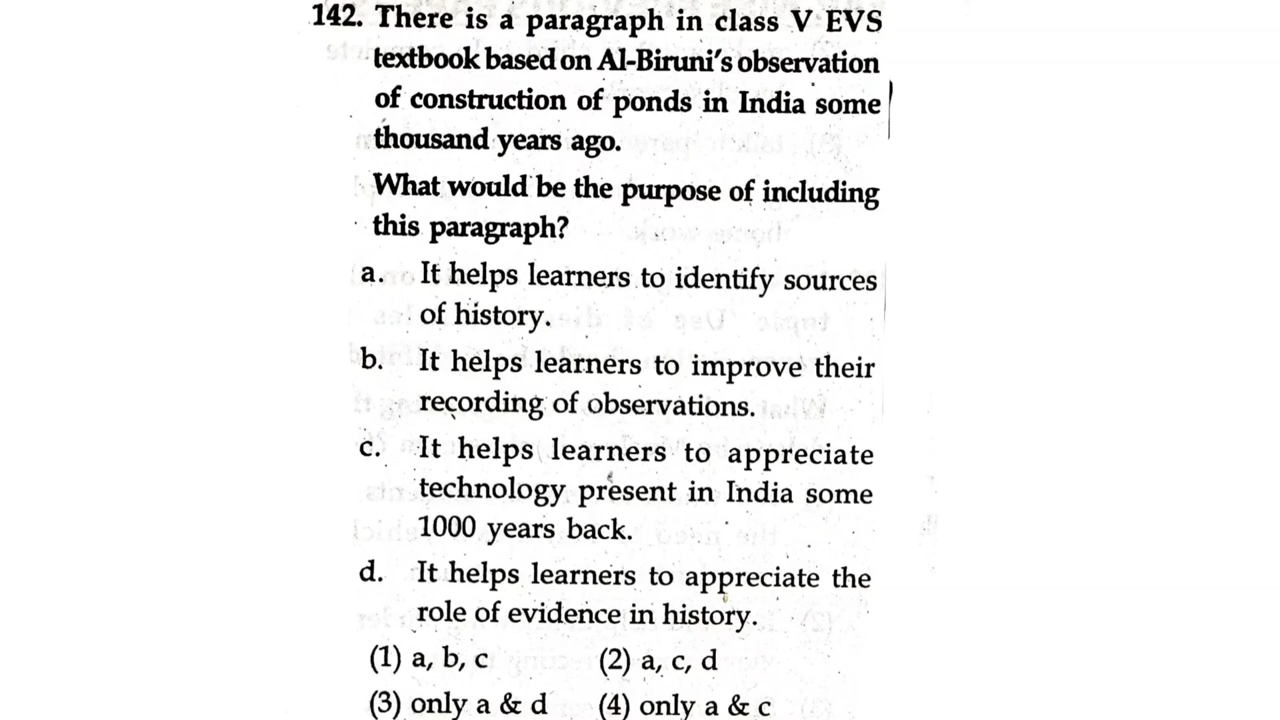 142. There is a paragraph in class V EVS
textbook based on Al-Biruni's observation
of construction of ponds in India some
thousand years ago.
What would be the purpose of including
this paragraph?
a. It helps learners to identify sources
of history.
b. It helps learners to improve their
recording of observations.
c. It helps learners to appreciate
technology present in India some
1000 years back.
d. It helps learners to appreciate the
role of evidence in history.
(1) a, b, c (2) a, c, d
(3) only a & d (4) only a & c